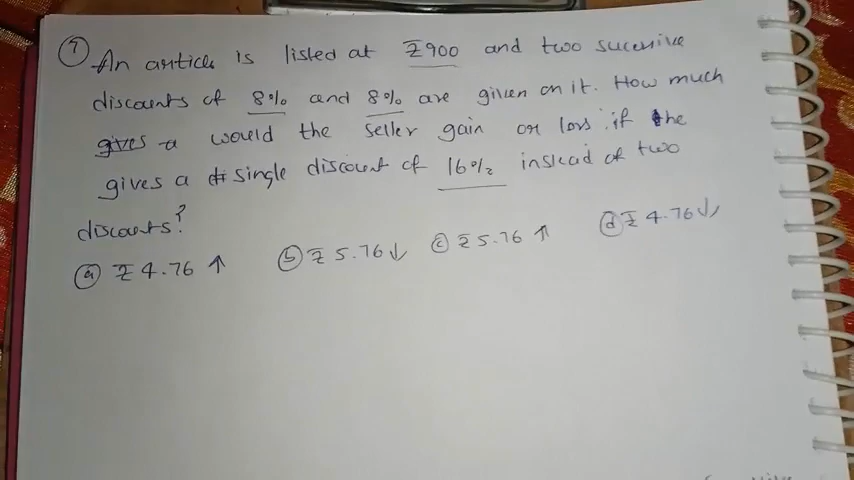 7 An article is listed at ₹900 and two sucessive
discounts of 8% and 8% are given on it. How much
gives a would the seller gain or loss if the
gives a single discount of 16% instead of two
discounts?
a ₹4.76 ↑ b ₹5.76 ↓ c ₹5.76 ↑ d ₹4.76 ↓